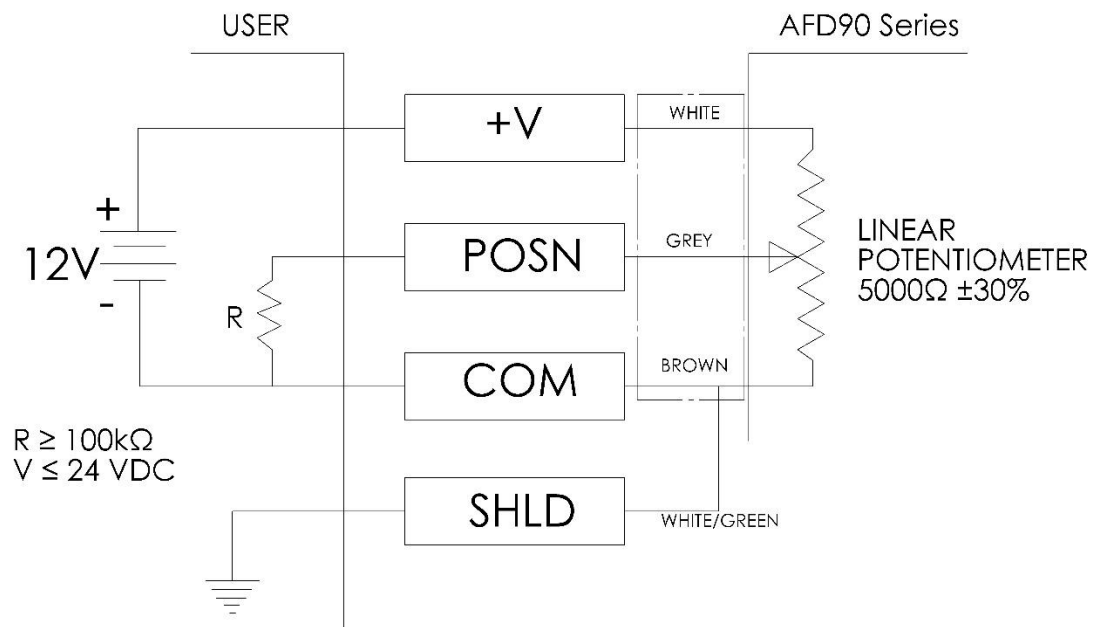 USER
AFD90 Series
+V
WHITE
+
12V
-
POSN
GREY
LINEAR
POTENTIOMETER
5000Ω ±30%
R
COM
BROWN
R ≥ 100kΩ
V ≤ 24 VDC
SHLD
WHITE/GREEN